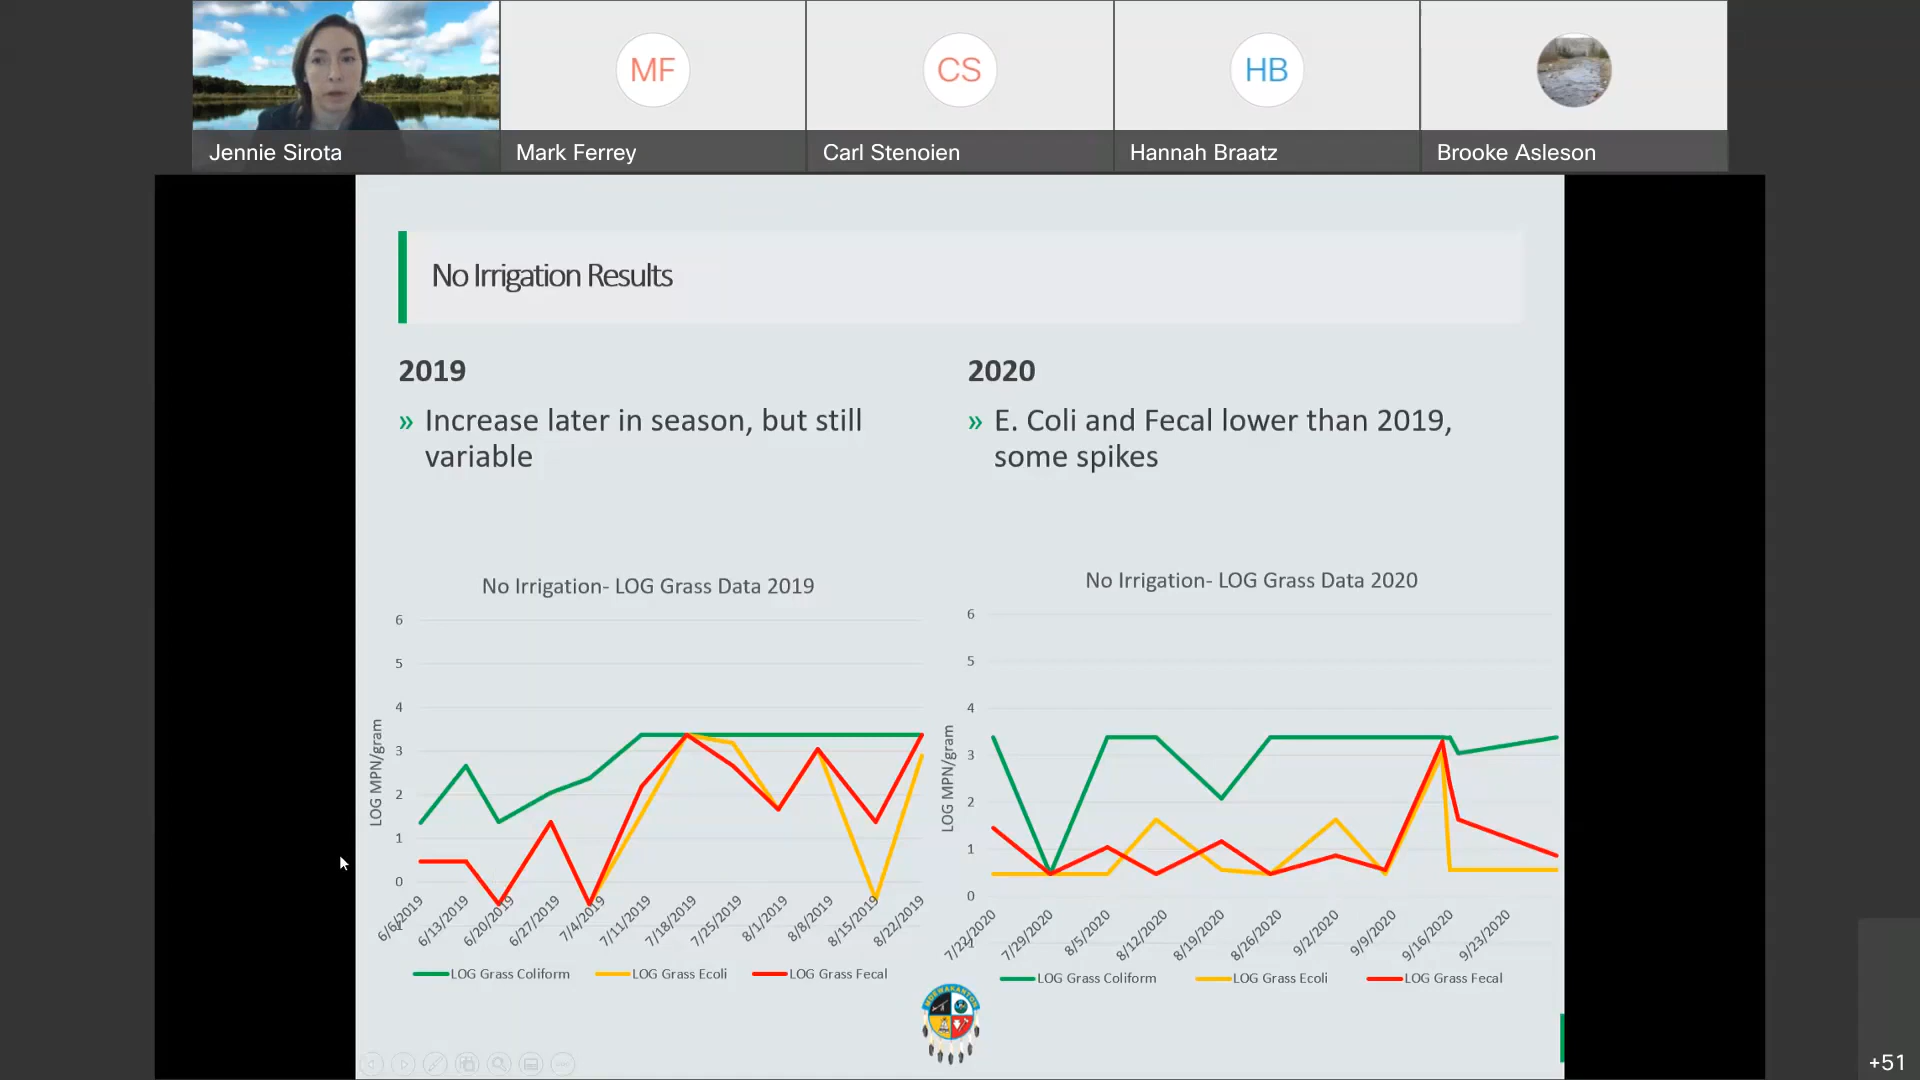 MF
CS
HB
Jennie Sirota
Mark Ferrey
Carl Stenoien
Hannah Braatz
Brooke Asleson
No Irrigation Results
2019
» Increase later in season, but still
variable
2020
» E. Coli and Fecal lower than 2019,
some spikes
No Irrigation- LOG Grass Data 2019
6
5
4
3
2
1
0
-1
LOG MPN/gram
6/6/2019
6/13/2019
6/20/2019
6/27/2019
7/4/2019
7/11/2019
7/18/2019
7/25/2019
8/1/2019
8/8/2019
8/15/2019
8/22/2019
LOG Grass Coliform
LOG Grass Ecoli
LOG Grass Fecal
No Irrigation- LOG Grass Data 2020
6
5
4
3
2
1
0
-1
LOG MPN/gram
7/22/2020
7/29/2020
8/5/2020
8/12/2020
8/19/2020
8/26/2020
9/2/2020
9/9/2020
9/16/2020
9/23/2020
LOG Grass Coliform
LOG Grass Ecoli
LOG Grass Fecal
MDEWAKANTON
+51